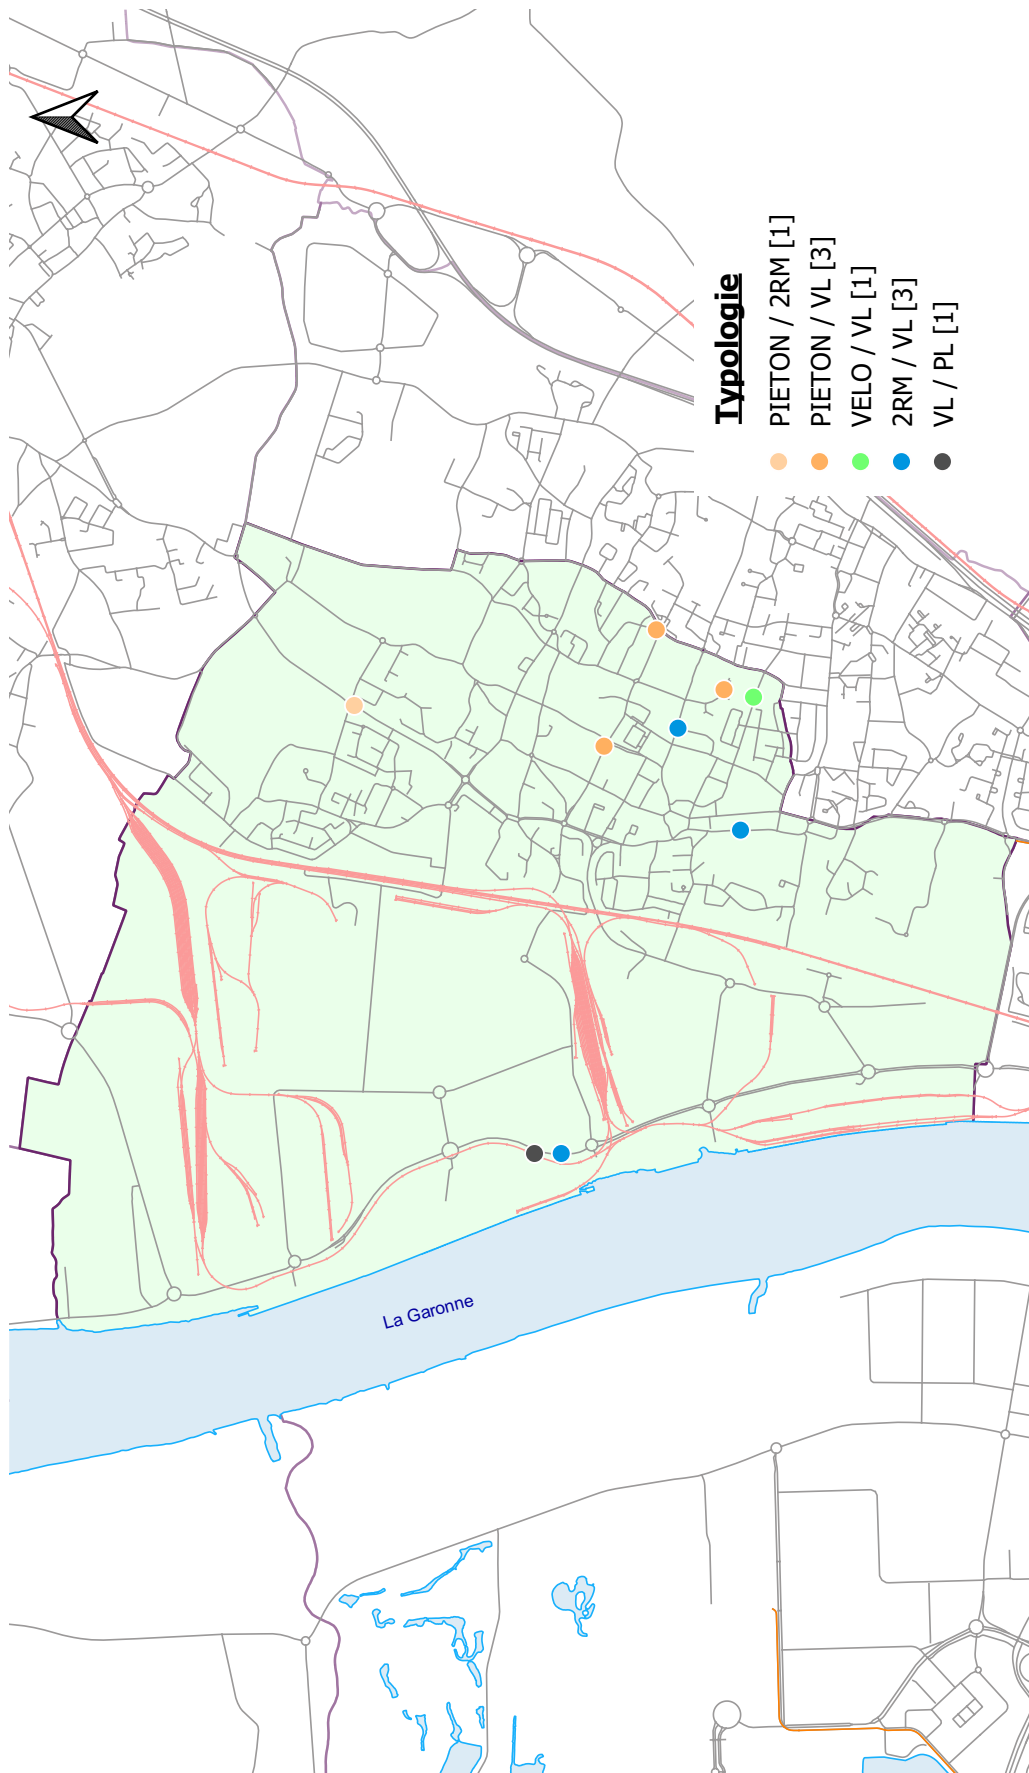 Typologie
PIETON / 2RM [1]
PIETON / VL [3]
VELO / VL [1]
2RM / VL [3]
VL / PL [1]
La Garonne